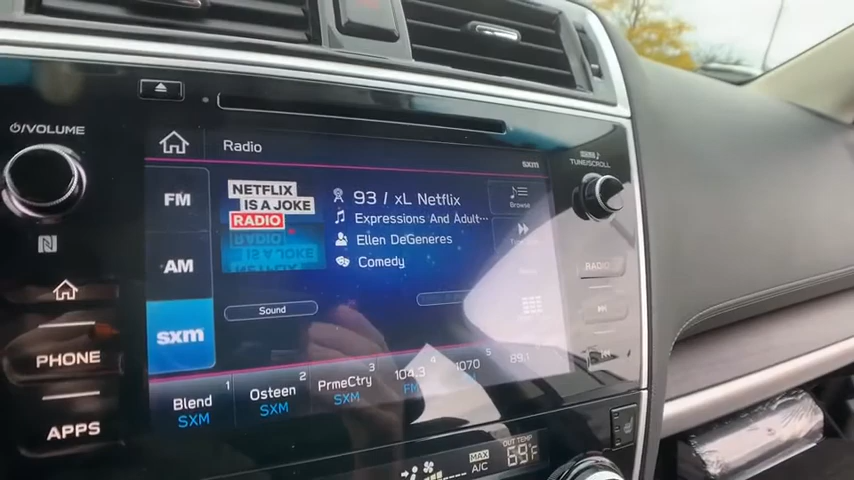 VOLUME
Radio
sxm
TUNE/SCROLL
FM
AM
sxm
NETFLIX
IS A JOKE
RADIO
93 / xL Netflix
Expressions And Adult...
Ellen DeGeneres
Comedy
Browse
Sound
RADIO
PHONE
APPS
Blend 1
SXM
Osteen 2
SXM
PrmeCtry 3
SXM
104.3 4
FM
1070 5
89.1
MAX
A/C
OUT TEMP
69°F